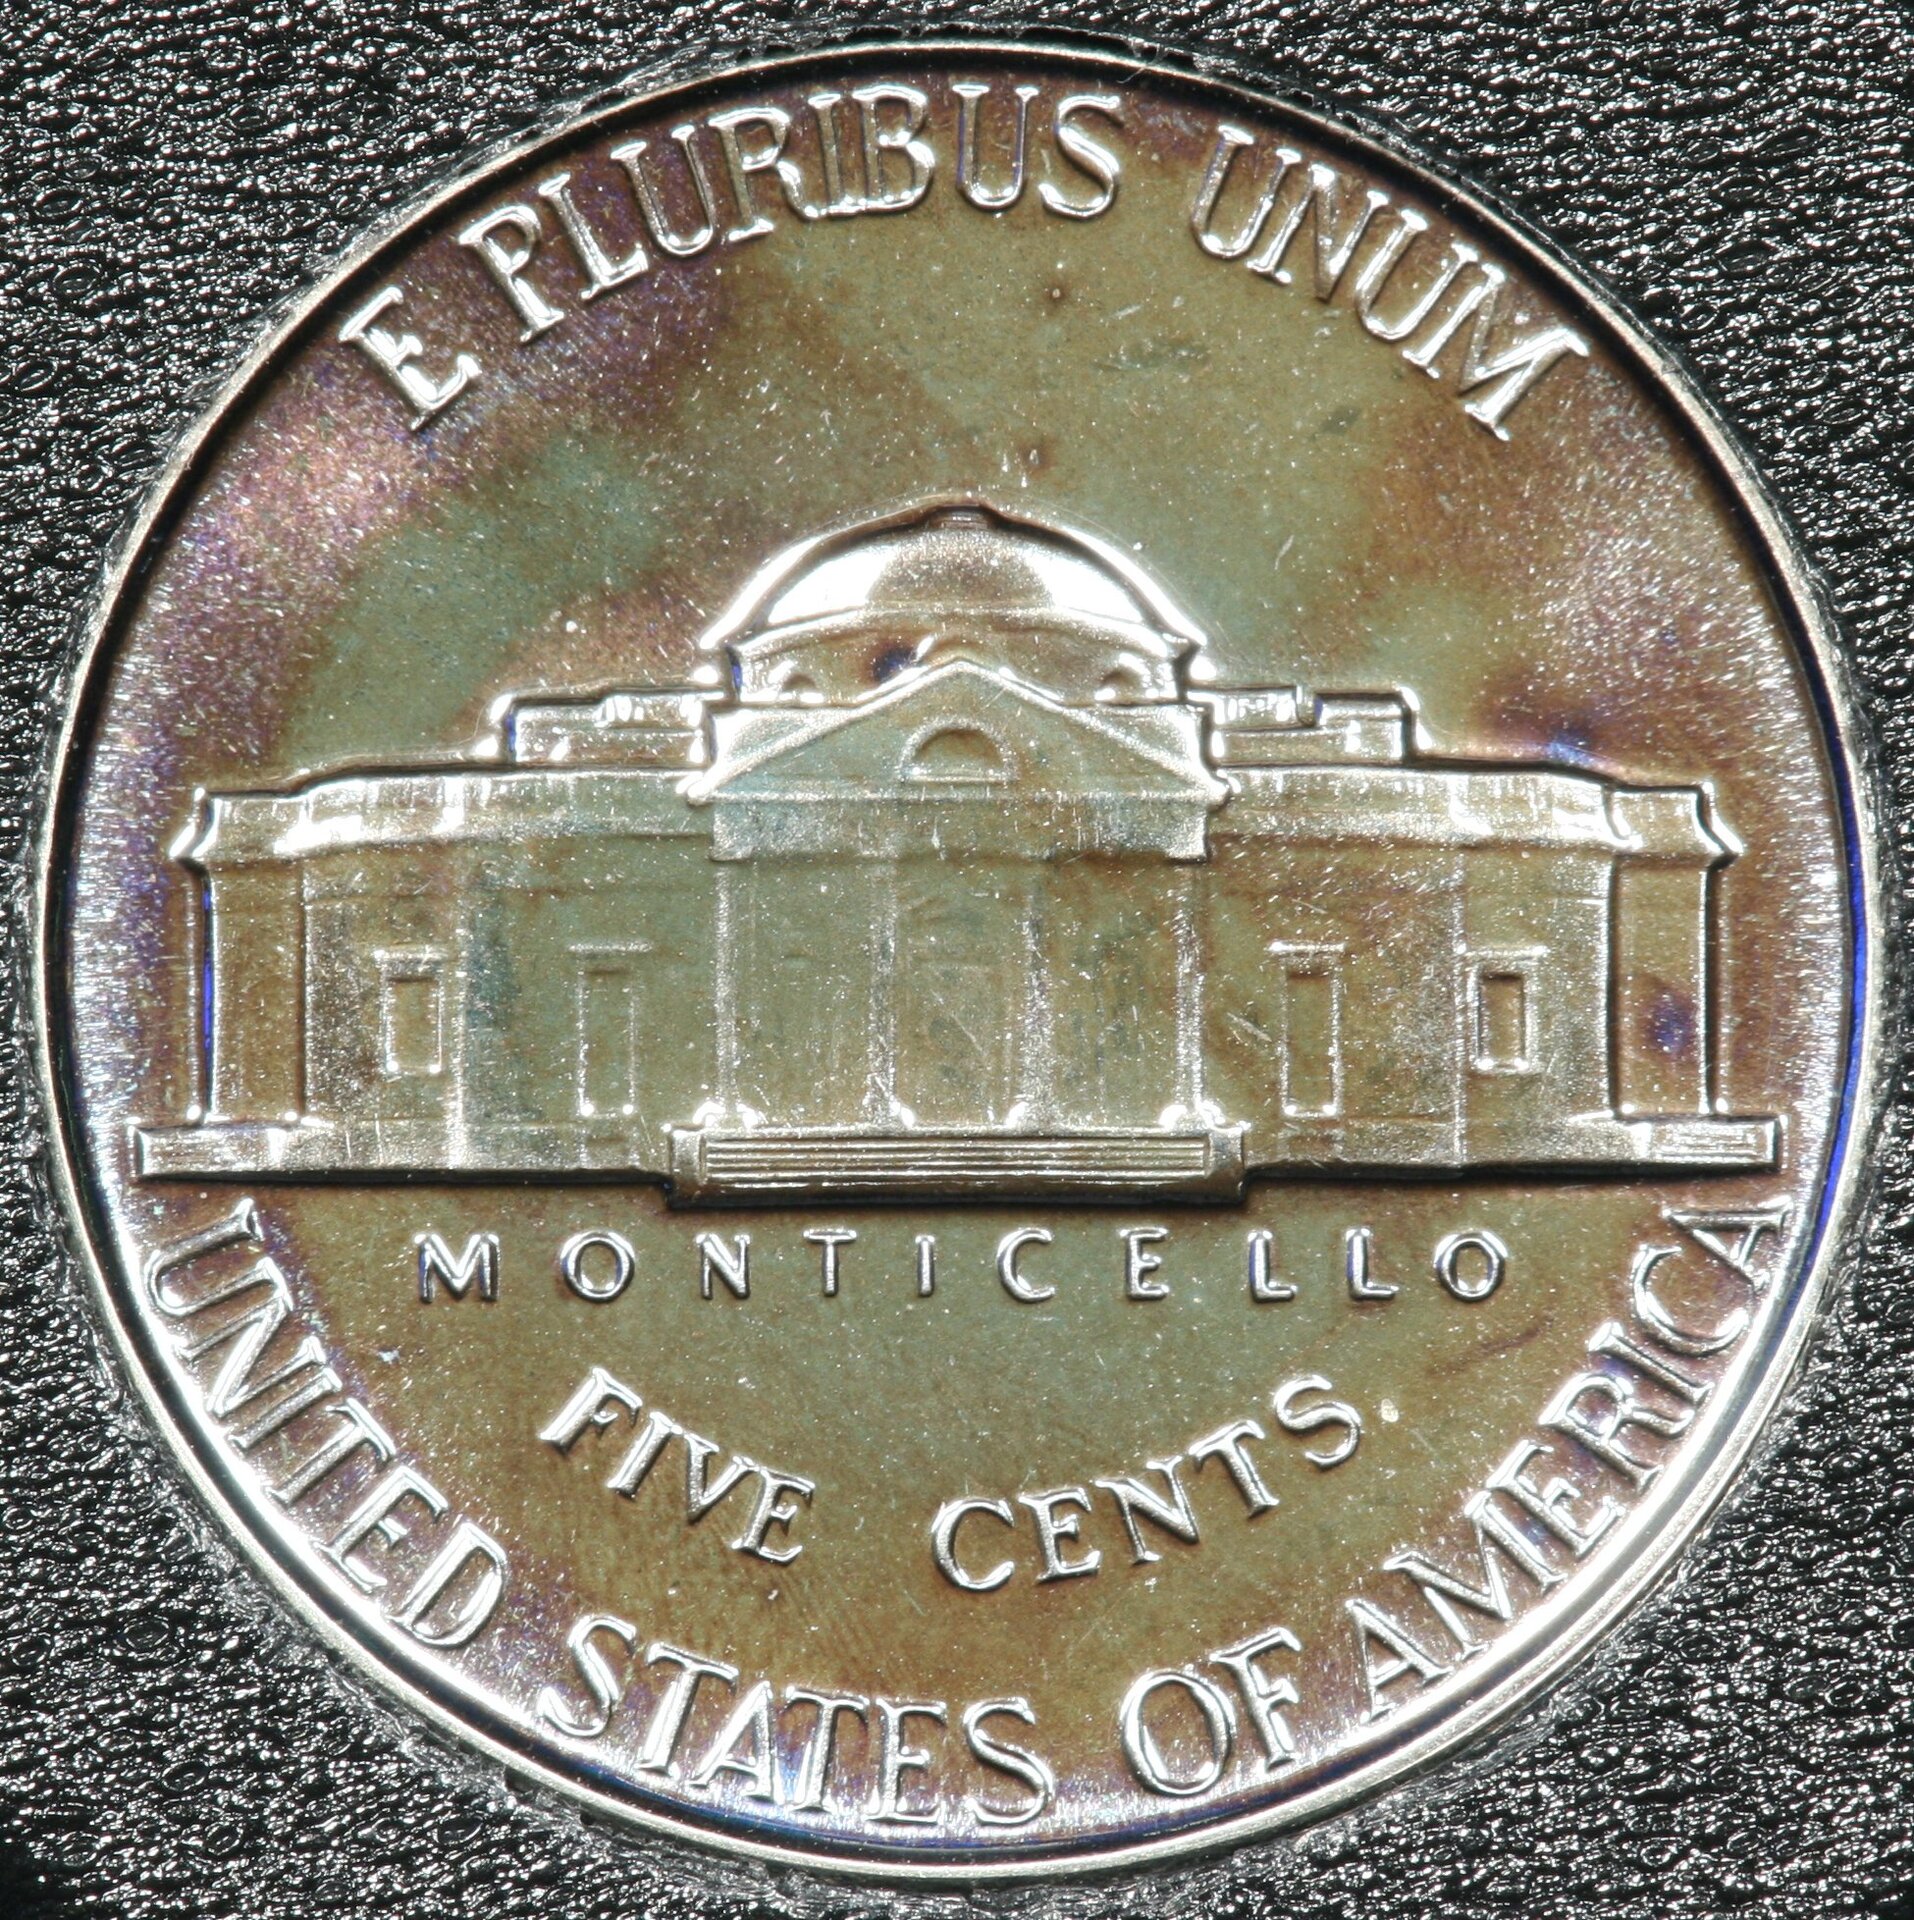 E PLURIBUS UNUM
MONTICELLO
FIVE CENTS
UNITED STATES OF AMERICA